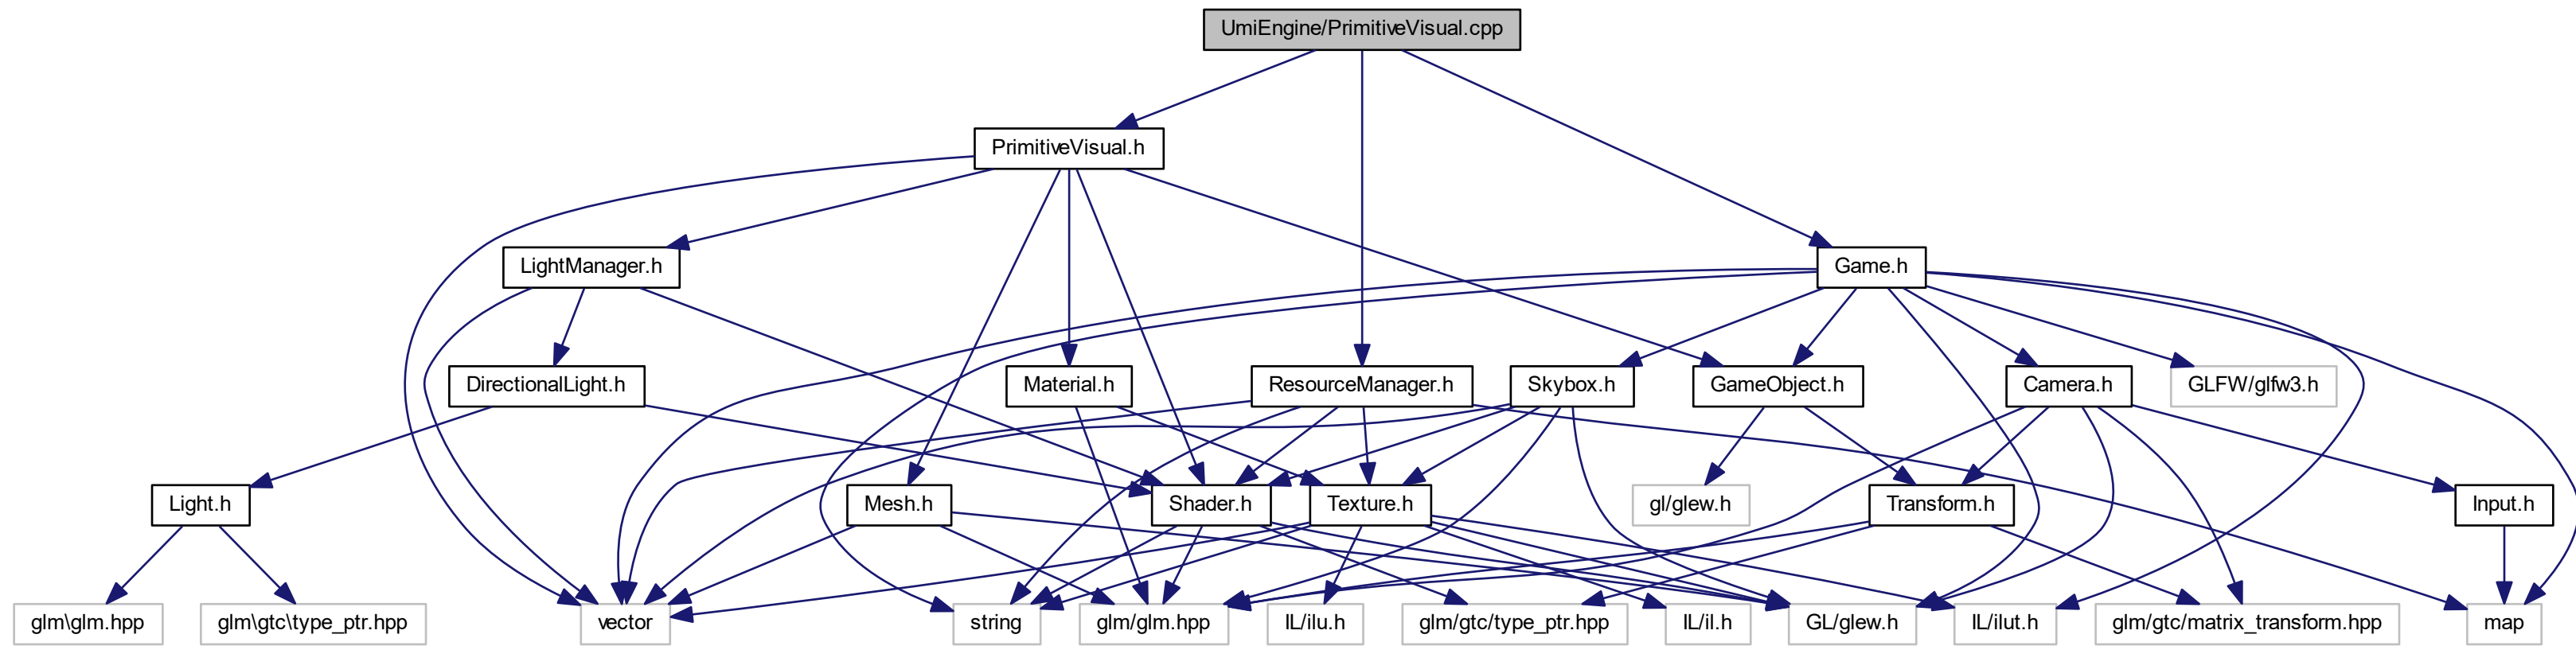 UmiEngine/PrimitiveVisual.cpp
PrimitiveVisual.h
LightManager.h
Game.h
DirectionalLight.h
Material.h
ResourceManager.h
Skybox.h
GameObject.h
Camera.h
GLFW/glfw3.h
Light.h
Mesh.h
Shader.h
Texture.h
gl/glew.h
Transform.h
Input.h
glm\glm.hpp
glm\gtc\type_ptr.hpp
vector
string
glm/glm.hpp
IL/ilu.h
glm/gtc/type_ptr.hpp
IL/il.h
GL/glew.h
IL/ilut.h
glm/gtc/matrix_transform.hpp
map